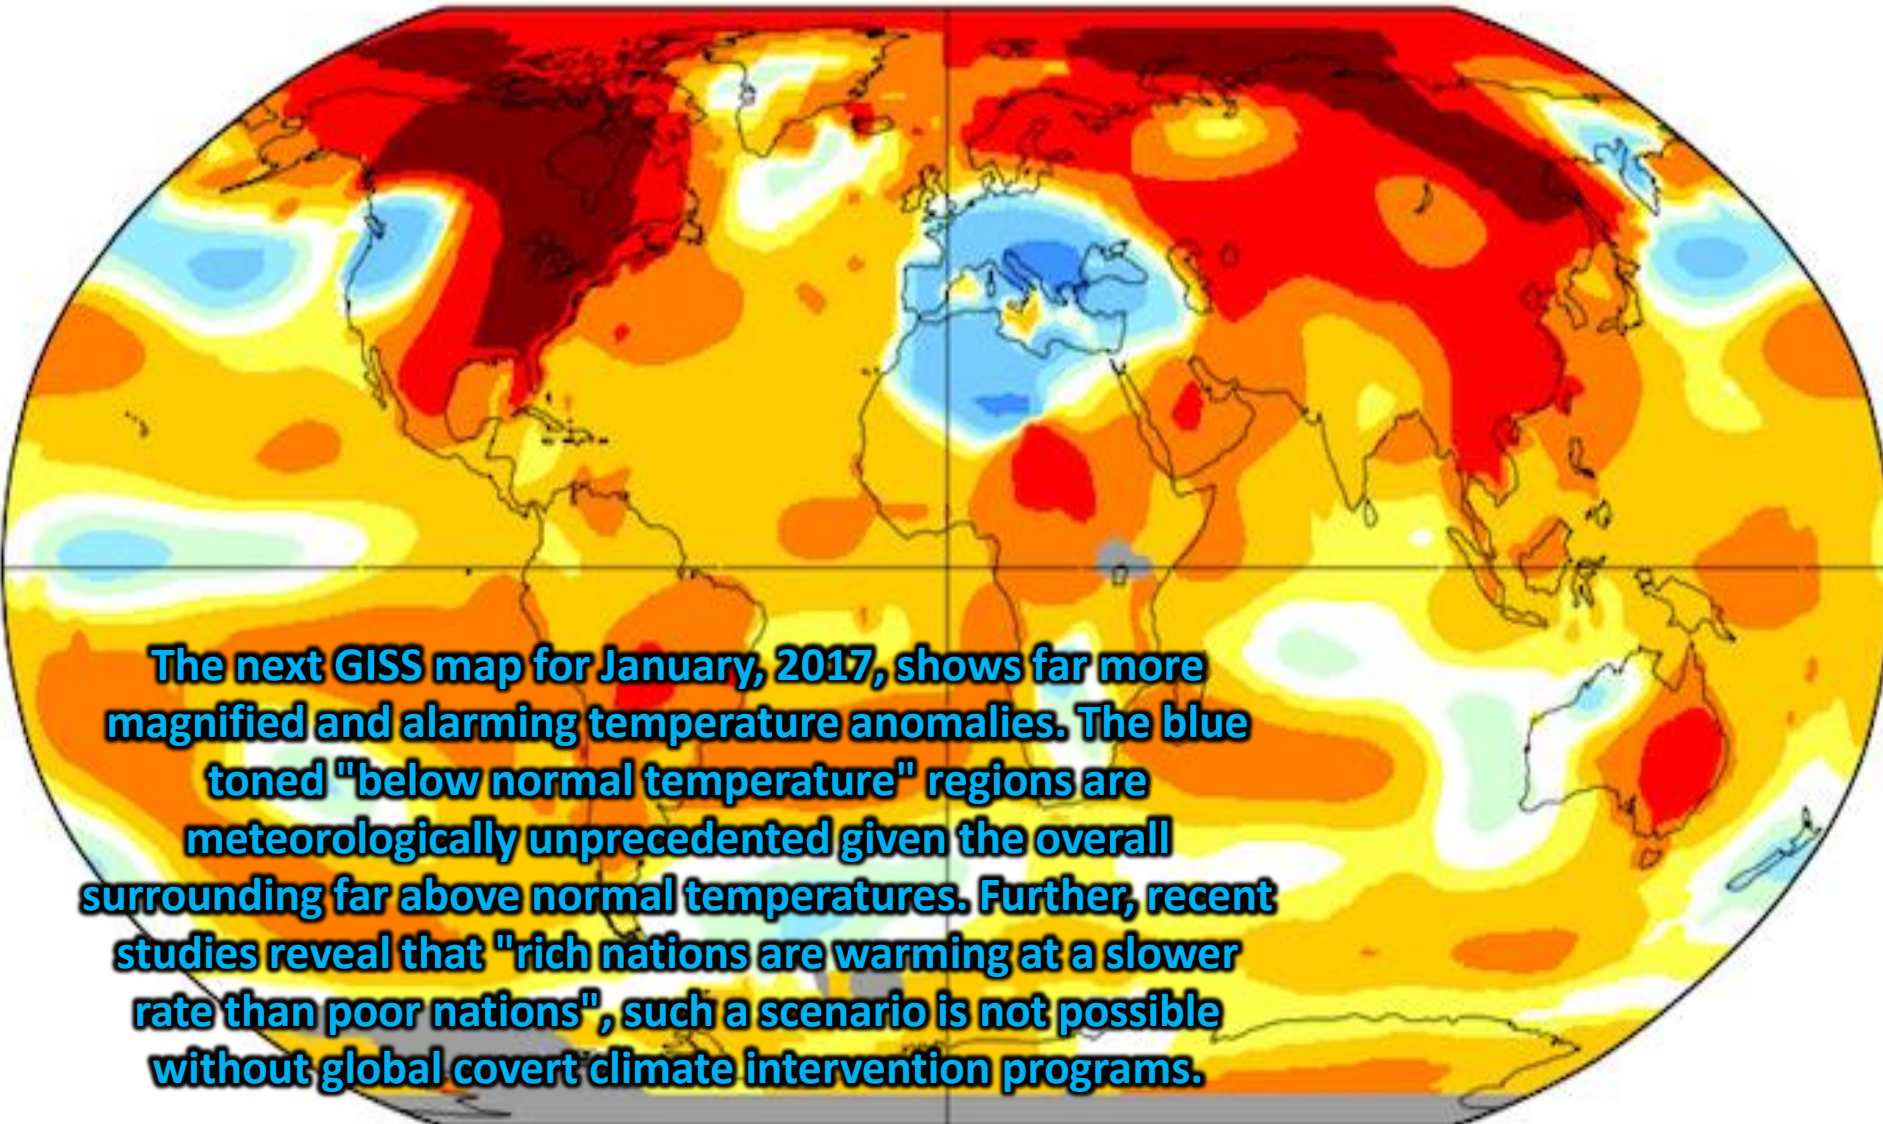 The next GISS map for January, 2017, shows far more
magnified and alarming temperature anomalies. The blue
toned "below normal temperature" regions are
meteorologically unprecedented given the overall
surrounding far above normal temperatures. Further, recent
studies reveal that "rich nations are warming at a slower
rate than poor nations", such a scenario is not possible
without global covert climate intervention programs.